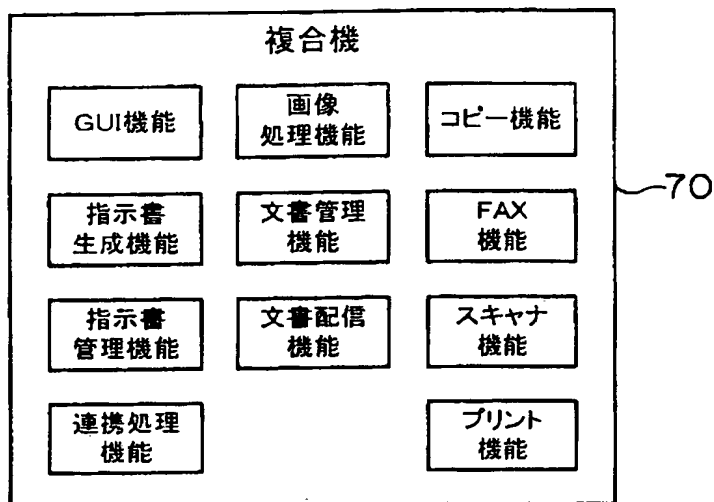 複合機
GUI機能
画像
処理機能
コピー機能
指示書
生成機能
文書管理
機能
FAX
機能
指示書
管理機能
文書配信
機能
スキャナ
機能
連携処理
機能
プリント
機能
70